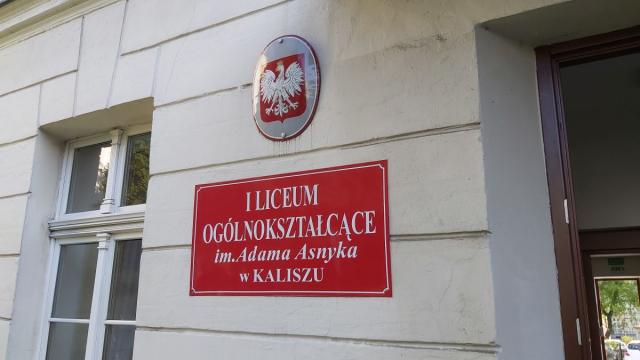 I LICEUM
OGÓLNOKSZTAŁCĄCE
im.Adama Asnyka
w KALISZU